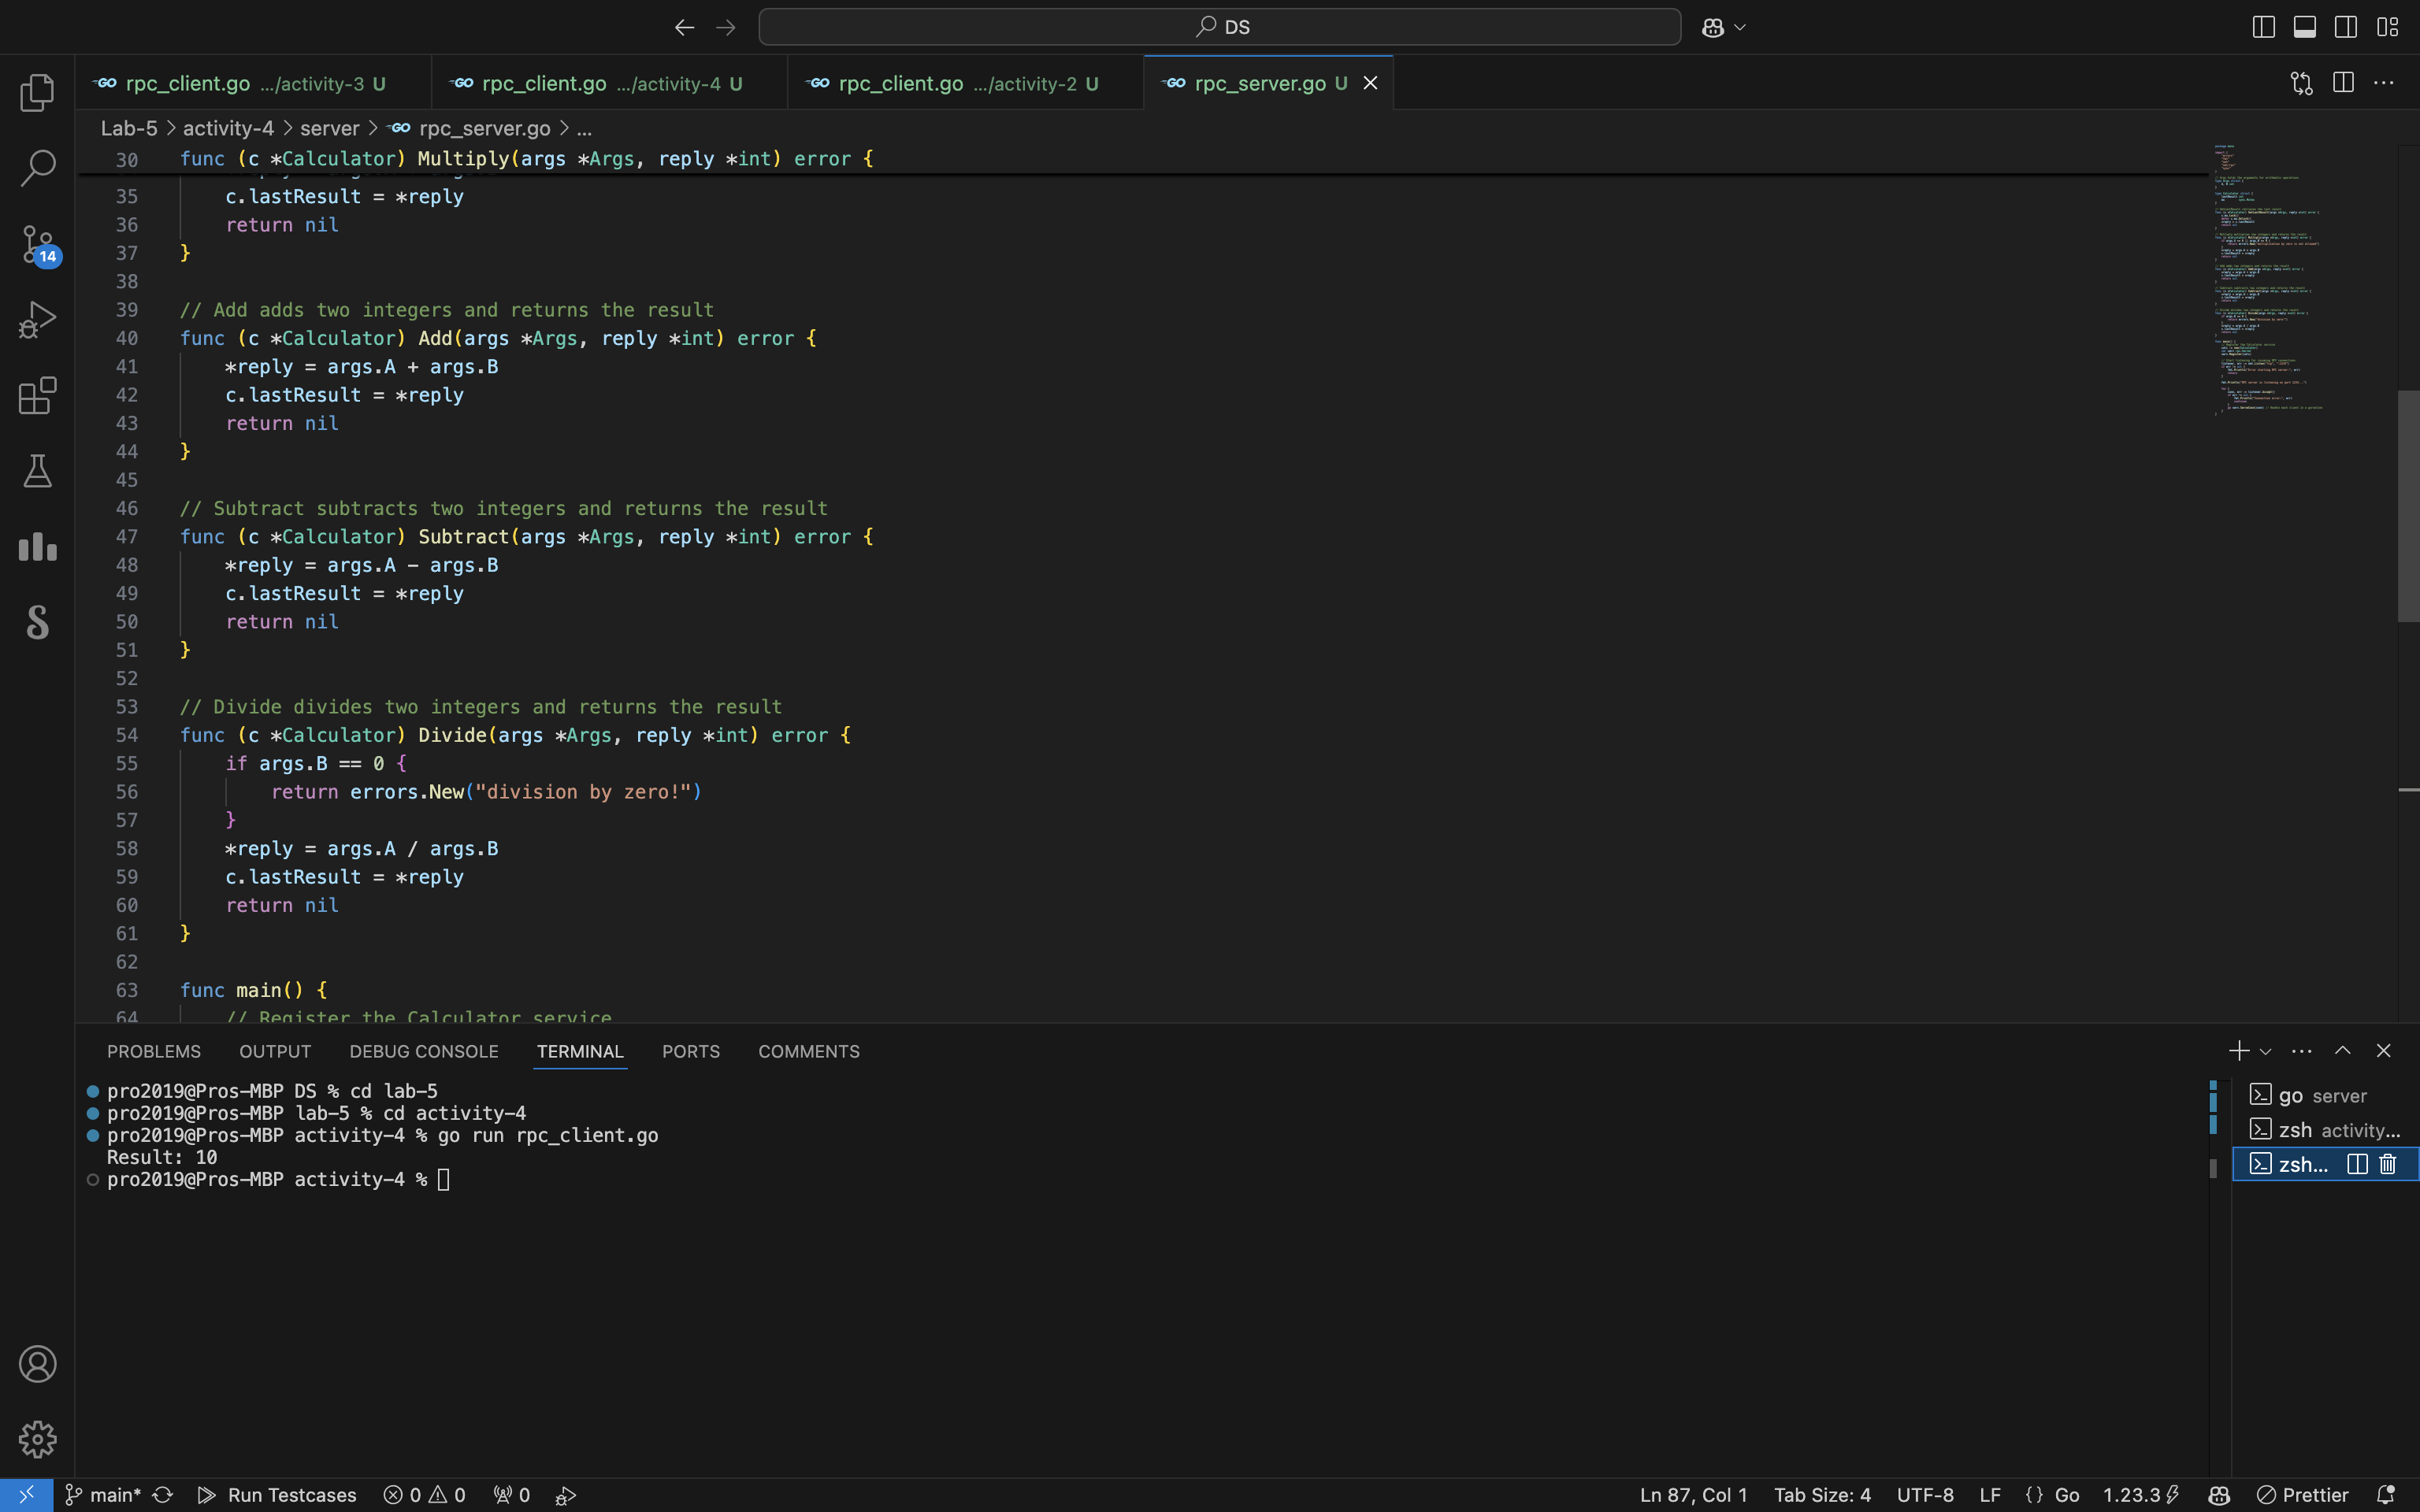 DS
rpc_client.go .../activity-3 U
rpc_client.go .../activity-4 U
rpc_client.go .../activity-2 U
rpc_server.go U
Lab-5 > activity-4 > server > rpc_server.go > ...
30 func (c *Calculator) Multiply(args *Args, reply *int) error {
35 c.lastResult = *reply
36 return nil
37 }
38
39 // Add adds two integers and returns the result
40 func (c *Calculator) Add(args *Args, reply *int) error {
41 *reply = args.A + args.B
42 c.lastResult = *reply
43 return nil
44 }
45
46 // Subtract subtracts two integers and returns the result
47 func (c *Calculator) Subtract(args *Args, reply *int) error {
48 *reply = args.A - args.B
49 c.lastResult = *reply
50 return nil
51 }
52
53 // Divide divides two integers and returns the result
54 func (c *Calculator) Divide(args *Args, reply *int) error {
55 if args.B == 0 {
56 return errors.New("division by zero!")
57 }
58 *reply = args.A / args.B
59 c.lastResult = *reply
60 return nil
61 }
62
63 func main() {
64 // Register the Calculator service
14
PROBLEMS OUTPUT DEBUG CONSOLE TERMINAL PORTS COMMENTS
pro2019@Pros-MBP DS % cd lab-5
pro2019@Pros-MBP lab-5 % cd activity-4
pro2019@Pros-MBP activity-4 % go run rpc_client.go
Result: 10
pro2019@Pros-MBP activity-4 %
go server
zsh activity...
zsh...
main* Run Testcases 0 0 0 Ln 87, Col 1 Tab Size: 4 UTF-8 LF {} Go 1.23.3 Prettier